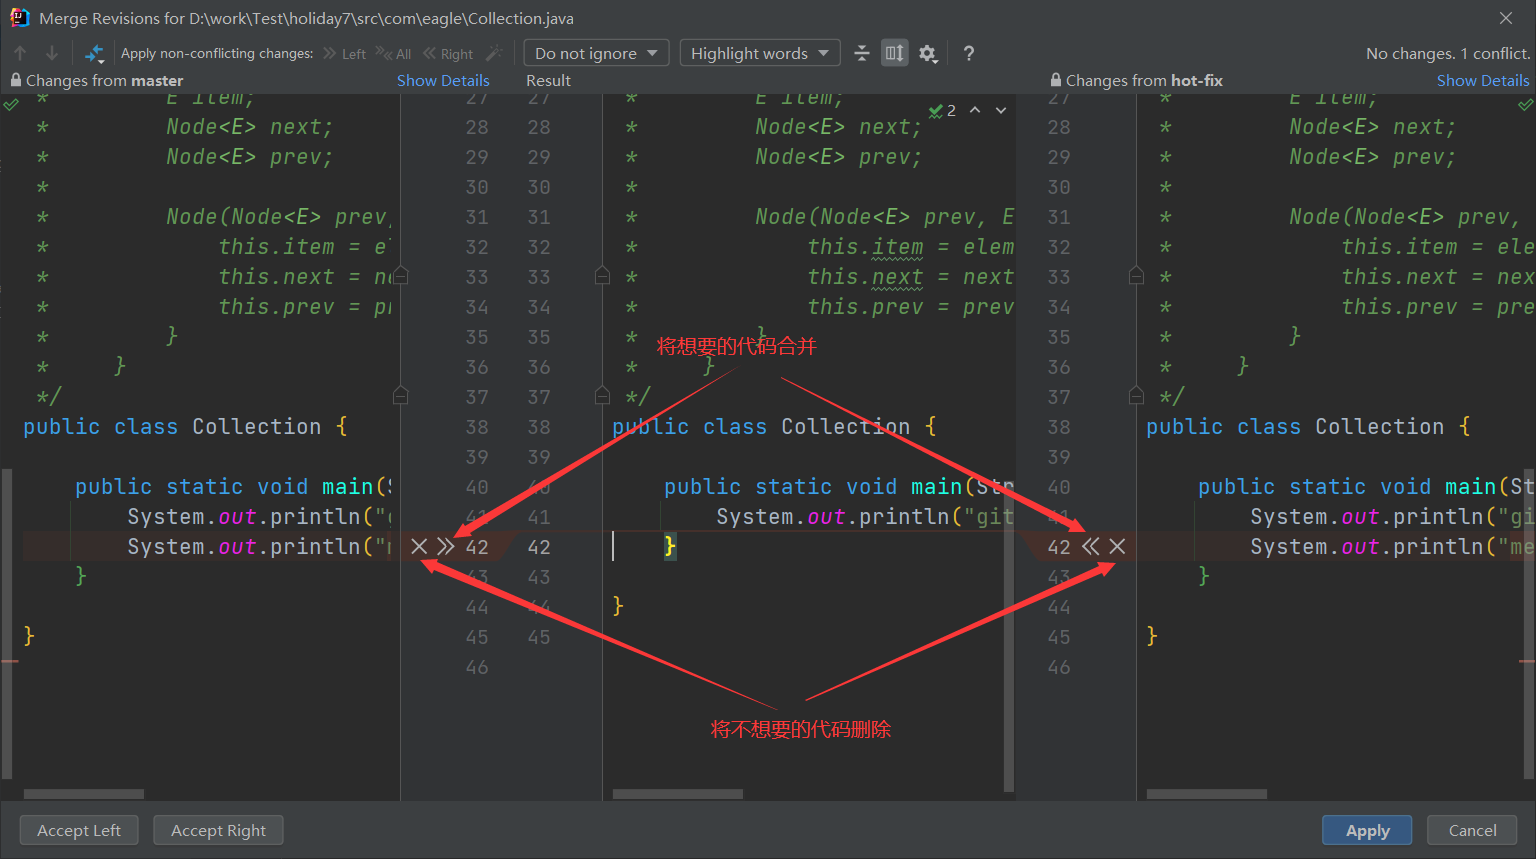 Merge Revisions for D:\work\Test\holiday7\src\com\eagle\Collection.java
Apply non-conflicting changes: Left All Right Do not ignore Highlight words ? No changes. 1 conflict.
Changes from master Show Details Result Changes from hot-fix Show Details
* E item; 27 27 * E item; 27 * E item;
2
* Node<E> next; 28 28 * Node<E> next; 28 * Node<E> next;
* Node<E> prev; 29 29 * Node<E> prev; 29 * Node<E> prev;
* 30 30 * 30 *
* Node(Node<E> prev, 31 31 * Node(Node<E> prev, E 31 * Node(Node<E> prev,
* this.item = el 32 32 * this.item = elem 32 * this.item = ele
* this.next = ne 33 33 * this.next = next 33 * this.next = nex
* this.prev = pr 34 34 * this.prev = prev 34 * this.prev = pre
* } 35 35 * } 35 * }
将想要的代码合并
* } 36 36 * } 36 * }
*/ 37 37 */ 37 */
public class Collection { 38 38 public class Collection { 38 public class Collection {
39 39 39
public static void main(S 40 40 public static void main(Str 40 public static void main(St
System.out.println("g 41 41 System.out.println("git 41 System.out.println("gi
System.out.println("m 42 42 } 42 System.out.println("me
} 43 43 43 }
44 44 } 44
} 45 45 45 }
46 46
将不想要的代码删除
Accept Left Accept Right Apply Cancel